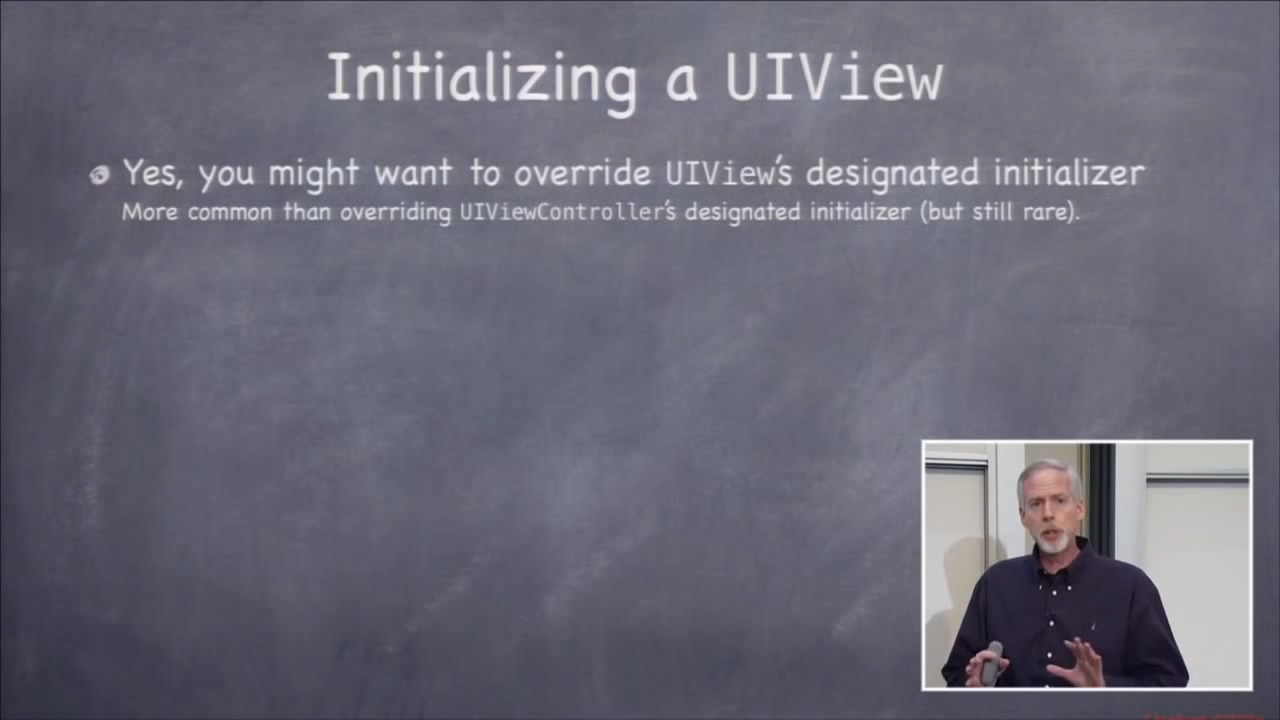 Initializing a UIView
Yes, you might want to override UIView's designated initializer
More common than overriding UIViewController's designated initializer (but still rare).